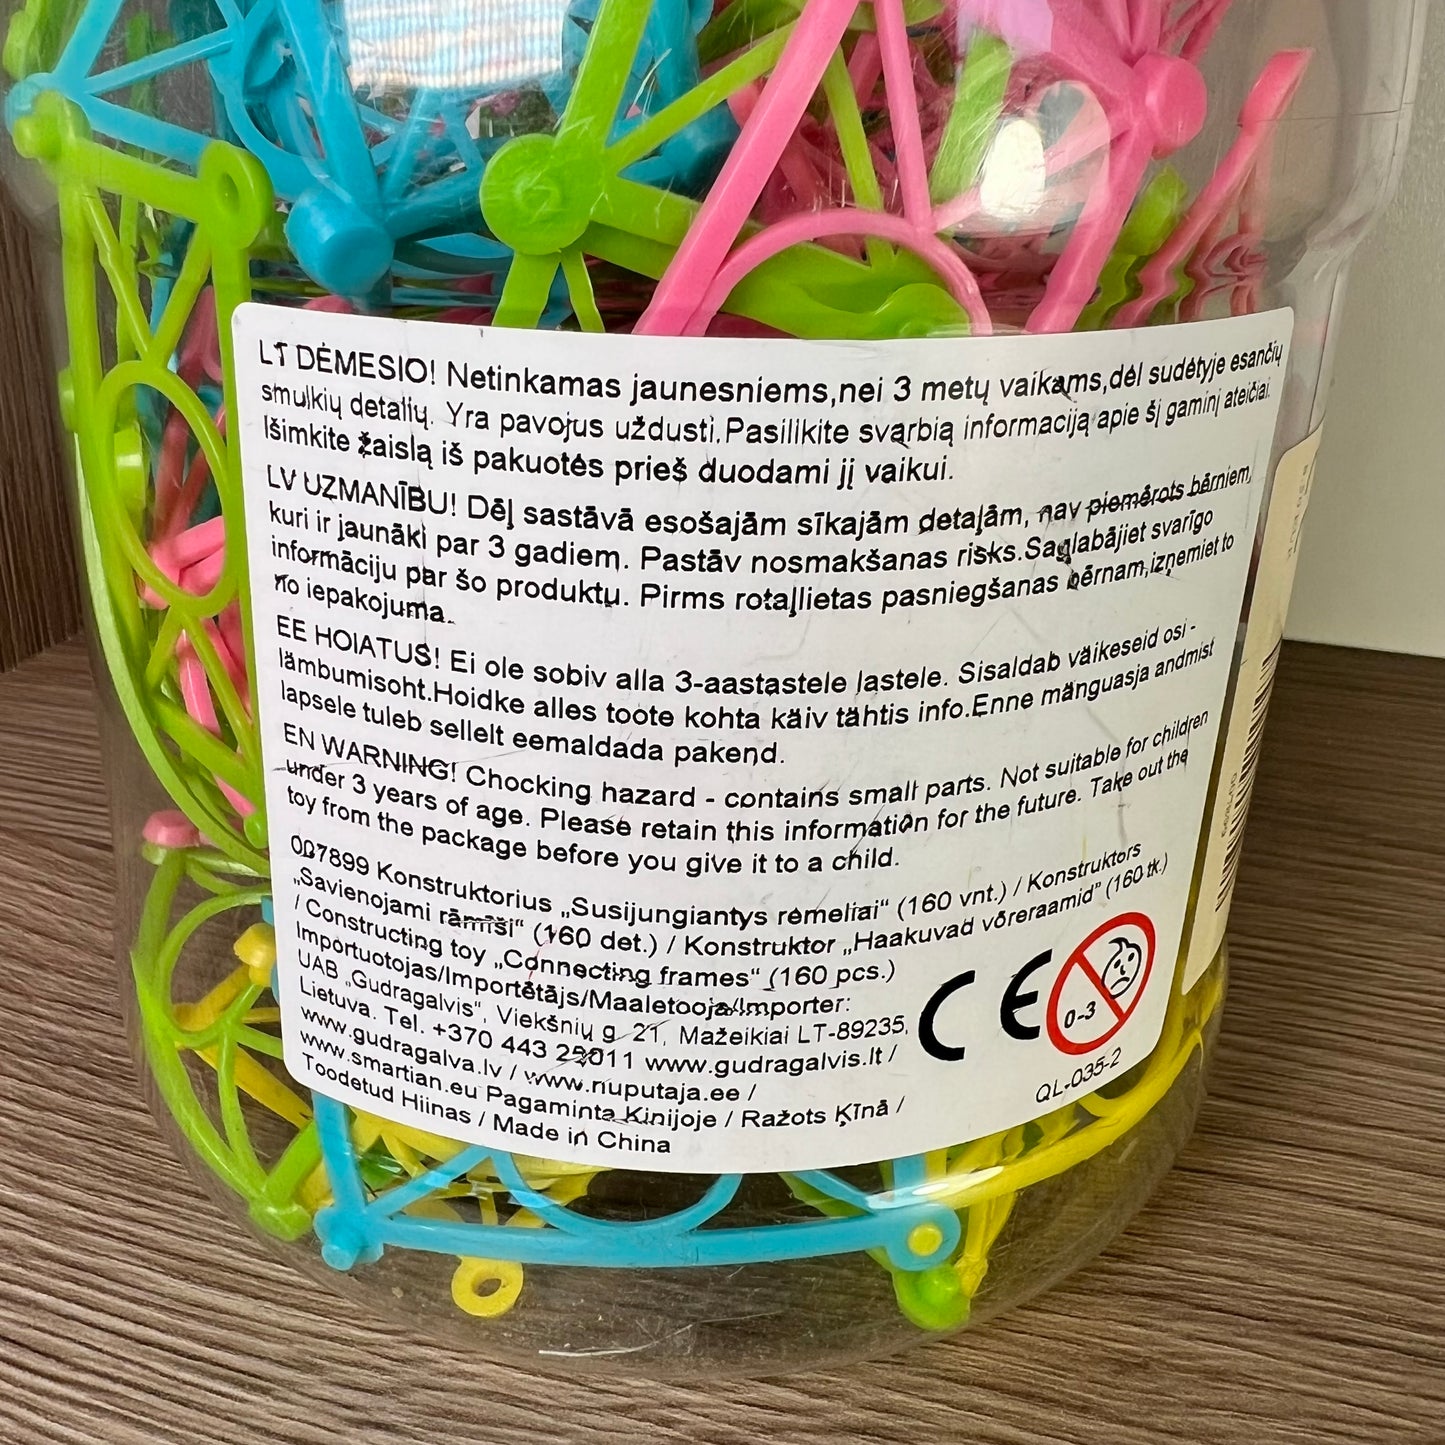 LT DĖMESIO! Netinkamas jaunesniems,nei 3 metų vaikams,dėl sudėtyje esančių
smulkių detalių. Yra pavojus uždusti.Pasilikite svarbią informaciją apie šį gaminį ateičiai.
Išimkite žaislą iš pakuotės prieš duodami jį vaikui.
LV UZMANĪBU! Dēļ sastāvā esošajām sīkajām detaļām, nav piemērots bērniem,
kuri ir jaunāki par 3 gadiem. Pastāv nosmakšanas risks.Saglabājiet svarīgo
informāciju par šo produktu. Pirms rotaļlietas pasniegšanas bērnam,izņemiet to
no iepakojuma.
EE HOIATUS! Ei ole sobiv alla 3-aastastele lastele. Sisaldab väikeseid osi -
lämbumisoht.Hoidke alles toote kohta käiv tähtis info.Enne mänguasja andmist
lapsele tuleb sellelt eemaldada pakend.
EN WARNING! Chocking hazard - contains small parts. Not suitable for children
under 3 years of age. Please retain this information for the future. Take out the
toy from the package before you give it to a child.
007899 Konstruktorius „Susijungiantys rėmeliai“ (160 vnt.) / Konstruktors
„Savienojami rāmīši“ (160 det.) / Konstruktor „Haakuvad võreraamid” (160 tk.)
/ Constructing toy „Connecting frames“ (160 pcs.)
Importuotojas/Importētājs/Maaletooja/Importer:
UAB „Gudragalvis“, Viekšnių g. 21, Mažeikiai LT-89235,
Lietuva. Tel. +370 443 25011 www.gudragalvis.lt /
www.gudragalva.lv / www.nuputaja.ee /
www.smartian.eu Pagaminta Kinijoje / Ražots Ķīnā /
Toodetud Hiinas / Made in China
CE
0-3
QL-035-2